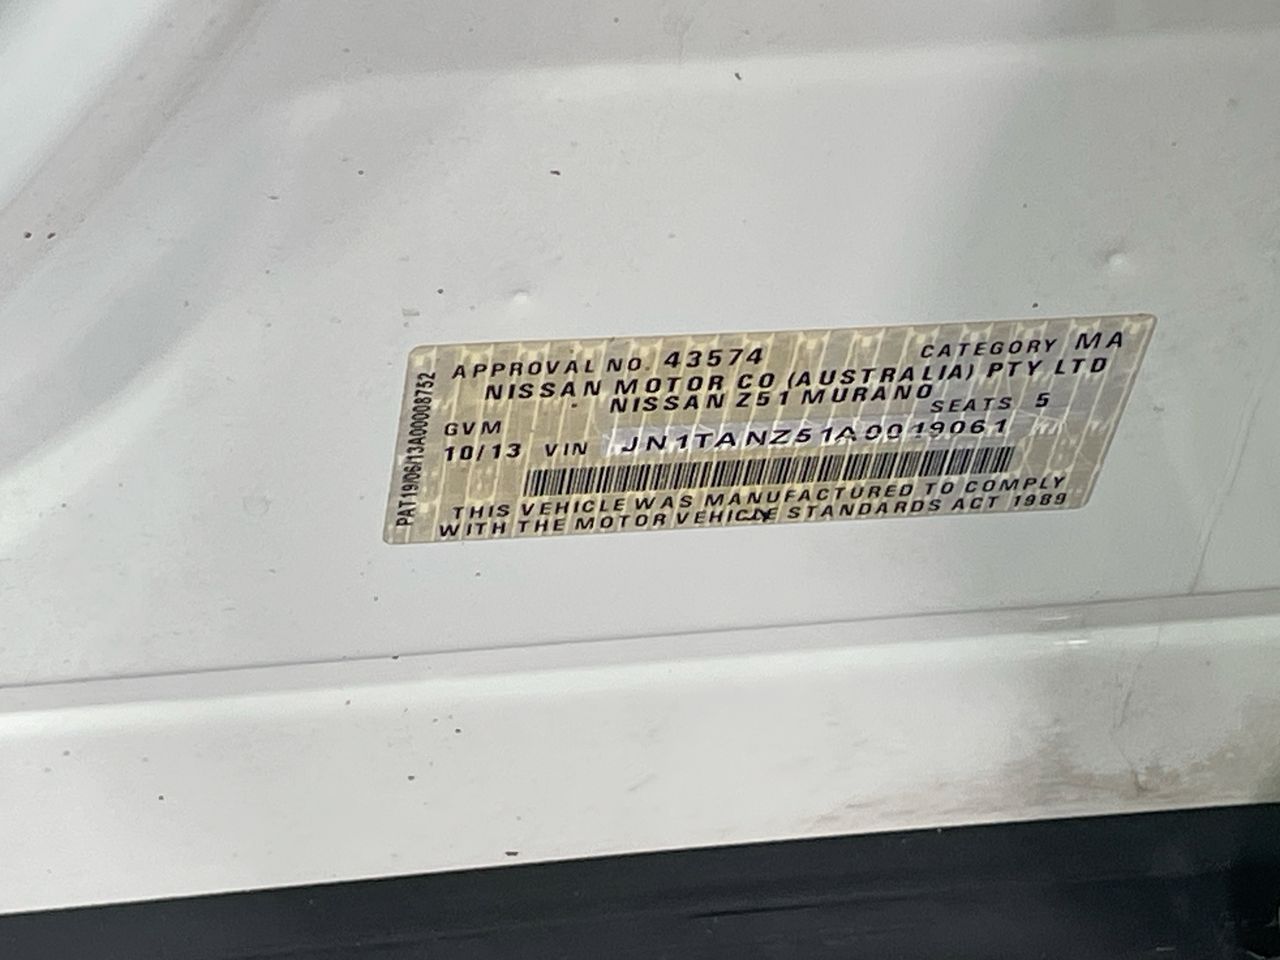 APPROVAL NO. 43574 CATEGORY MA
NISSAN MOTOR CO (AUSTRALIA) PTY LTD
NISSAN Z51 MURANO
SEATS 5
GVM
10/13 VIN JN1TANZ51A0019061
THIS VEHICLE WAS MANUFACTURED TO COMPLY
WITH THE MOTOR VEHICLE STANDARDS ACT 1989
PAT19/06/13A00008752